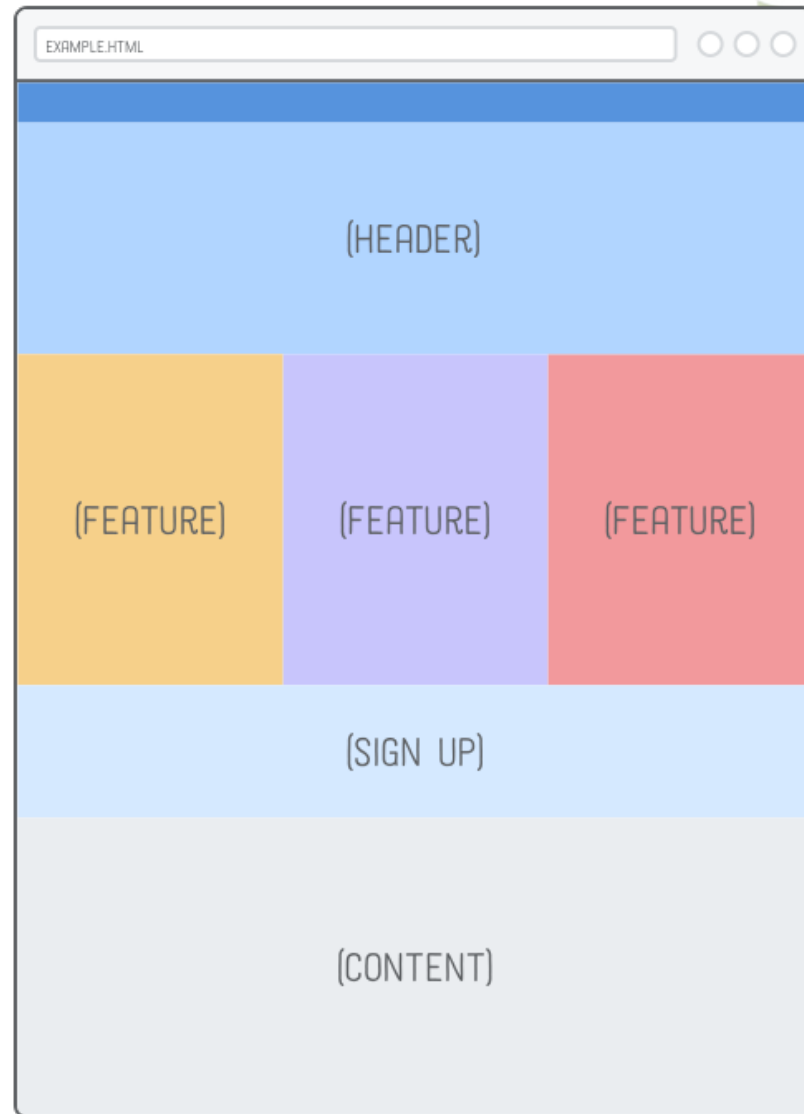 EXAMPLE.HTML
(HEADER)
(FEATURE) (FEATURE) (FEATURE)
(SIGN UP)
(CONTENT)